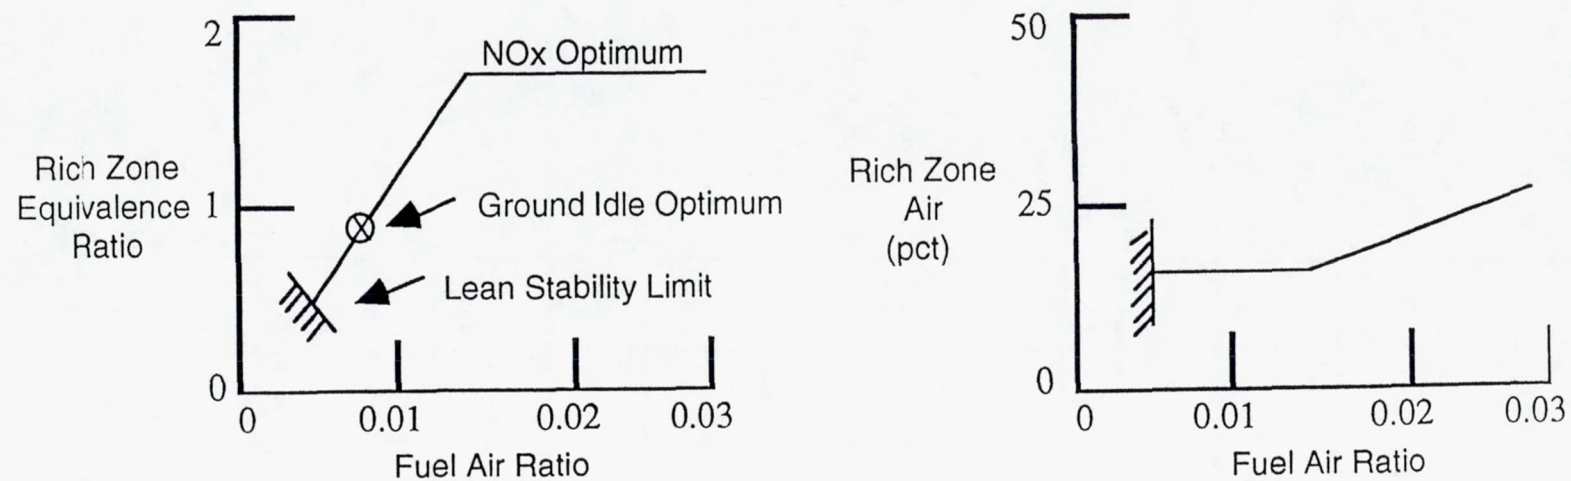 2
NOx Optimum
Rich Zone
Equivalence
Ratio
1
Ground Idle Optimum
Lean Stability Limit
0
0
0.01
0.02
0.03
Fuel Air Ratio
50
Rich Zone
Air
(pct)
25
0
0
0.01
0.02
0.03
Fuel Air Ratio